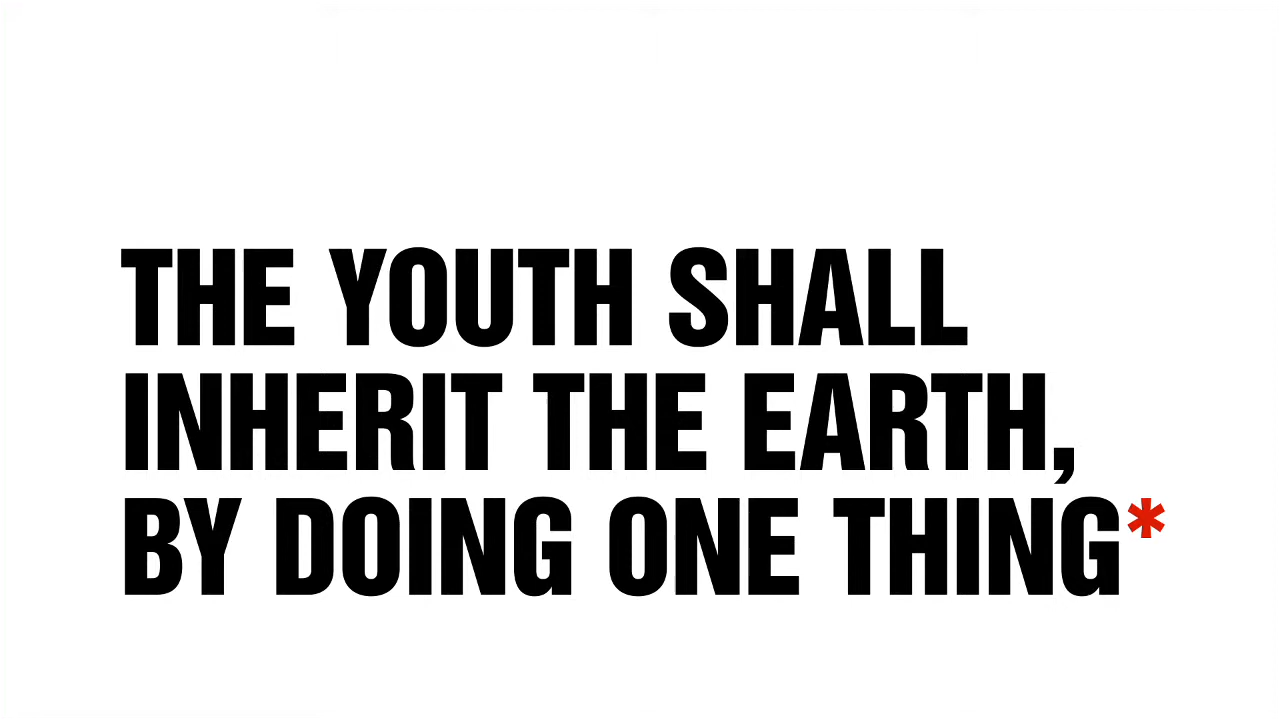 THE YOUTH SHALL
INHERIT THE EARTH,
BY DOING ONE THING*